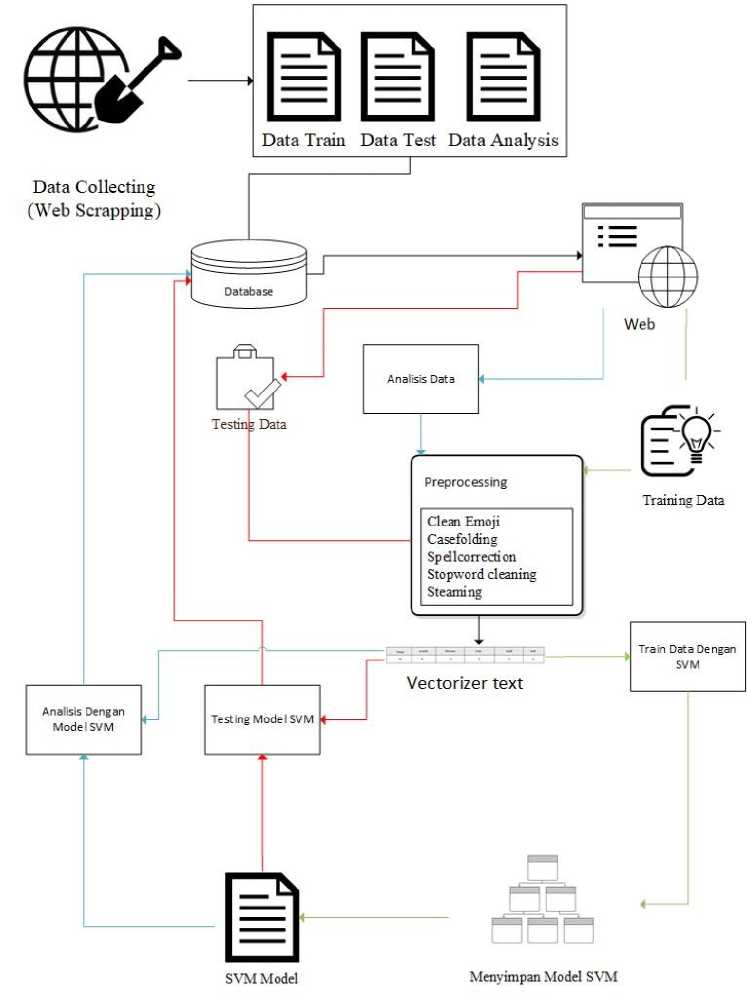 Data Train Data Test Data Analysis
Data Collecting
(Web Scrapping)
Database
Web
Testing Data
Analisis Data
Training Data
Preprocessing
Clean Emoji
Casefolding
Spellcorrection
Stopword cleaning
Steaming
Vectorizer text
Train Data Dengan
SVM
Analisis Dengan
Model SVM
Testing Model SVM
SVM Model
Menyimpan Model SVM